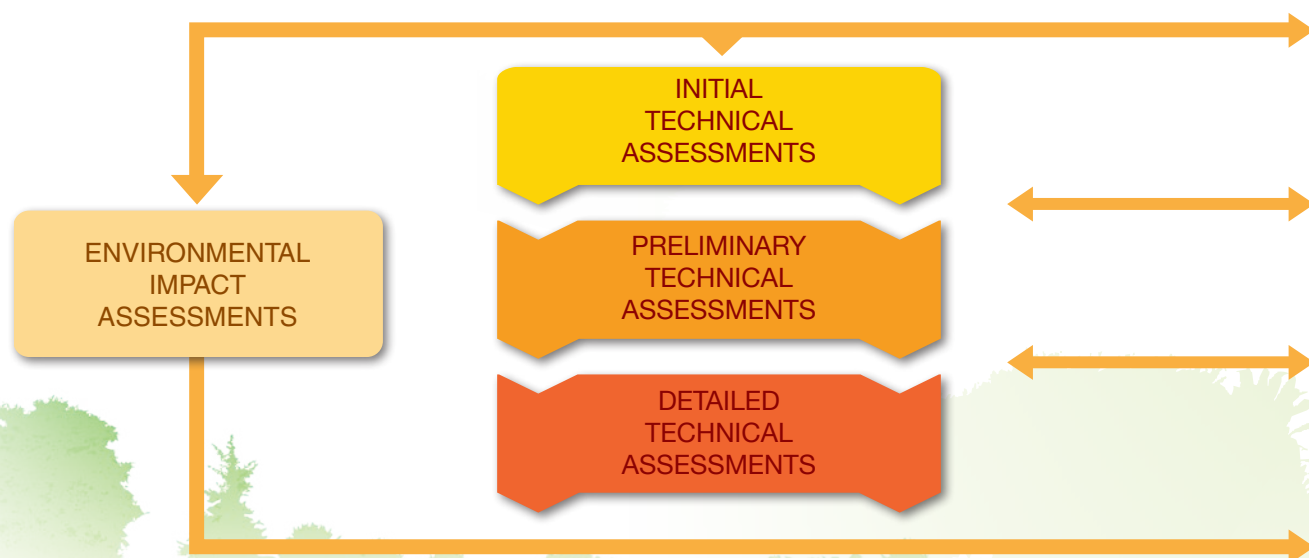 INITIAL
TECHNICAL
ASSESSMENTS
ENVIRONMENTAL
IMPACT
ASSESSMENTS
PRELIMINARY
TECHNICAL
ASSESSMENTS
DETAILED
TECHNICAL
ASSESSMENTS